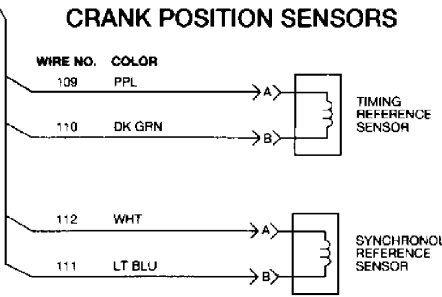 CRANK POSITION SENSORS
WIRE NO. COLOR
109 PPL
A
TIMING
REFERENCE
SENSOR
110 DK GRN
B
112 WHT
A
SYNCHRONOU
REFERENCE
SENSOR
111 LT BLU
B